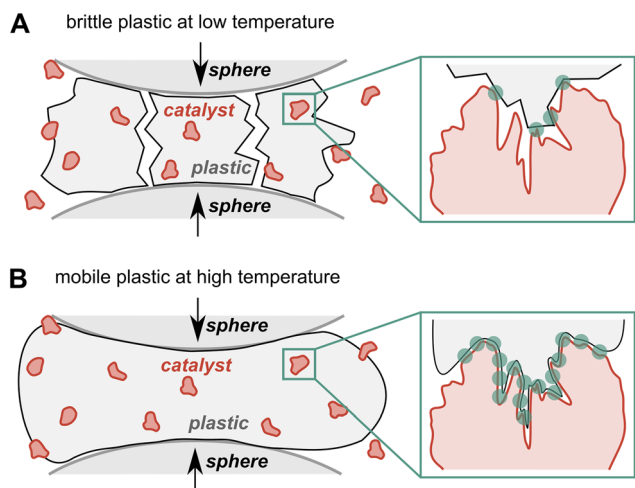 A
brittle plastic at low temperature
sphere
catalyst
plastic
sphere
B
mobile plastic at high temperature
sphere
catalyst
plastic
sphere